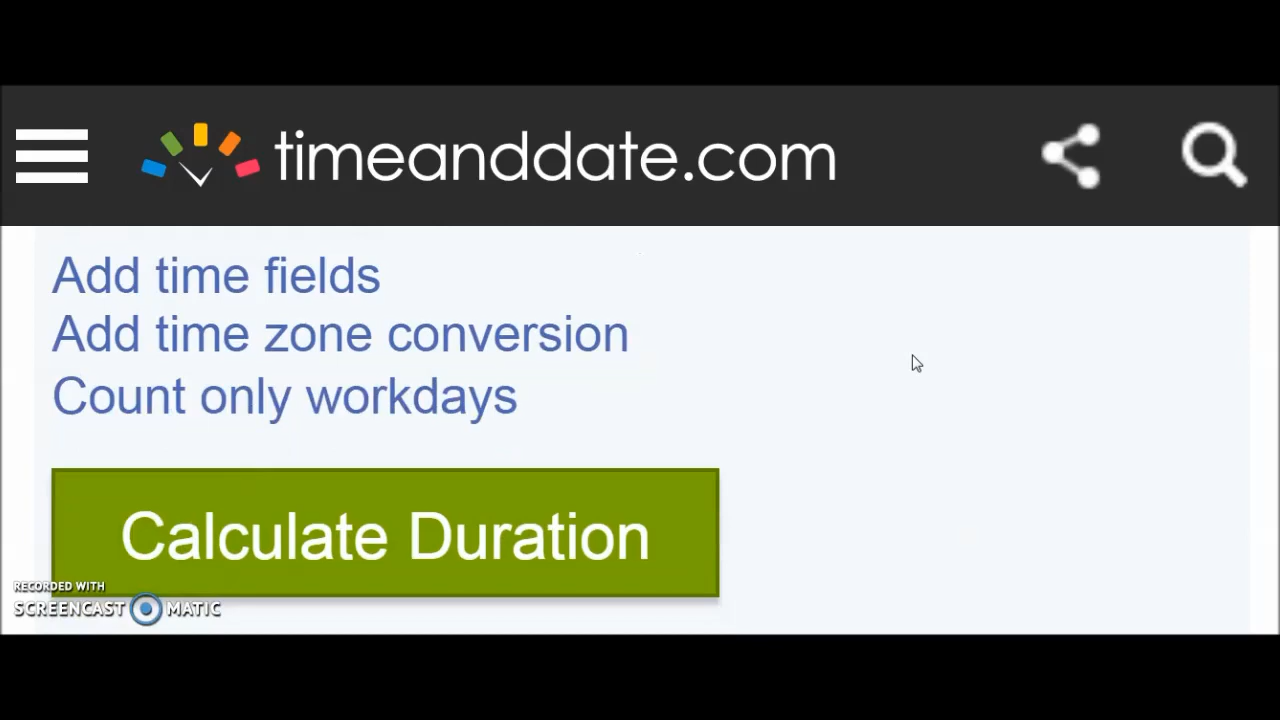 timeanddate.com
Add time fields
Add time zone conversion
Count only workdays
Calculate Duration
RECORDED WITH
SCREENCAST MATIC